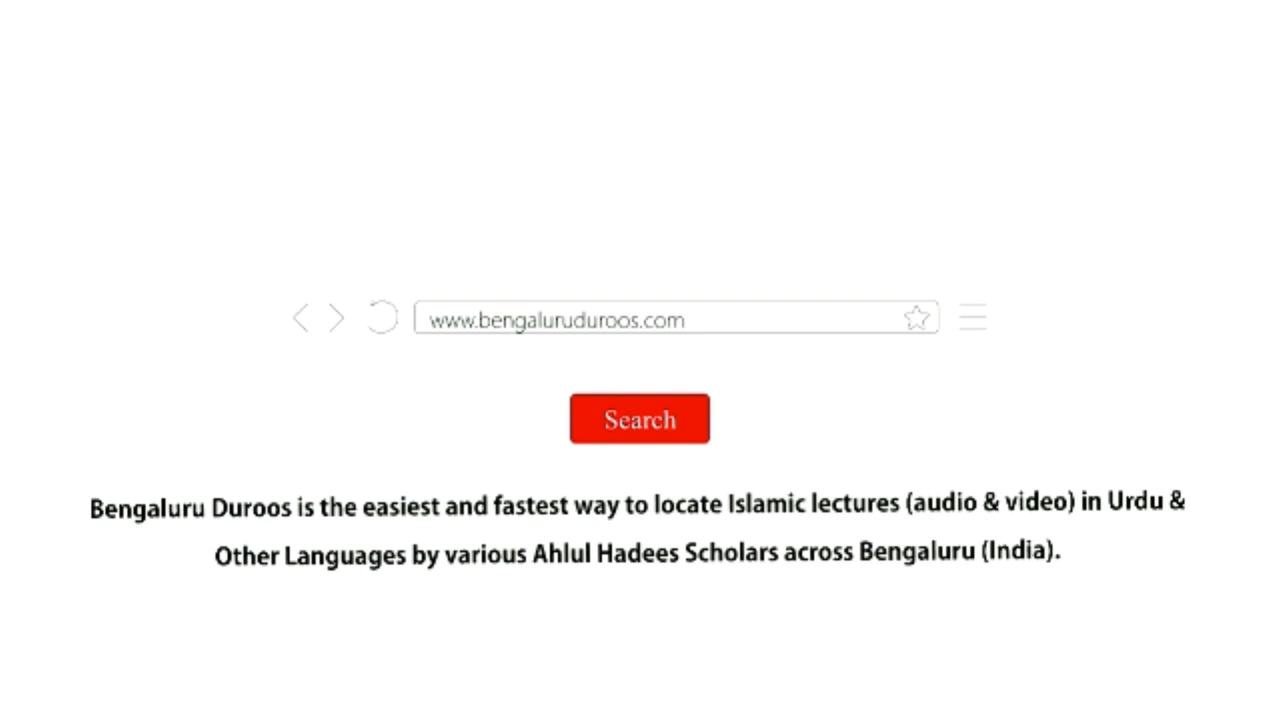 www.bengaluruduroos.com
Search
Bengaluru Duroos is the easiest and fastest way to locate Islamic lectures (audio & video) in Urdu &
Other Languages by various Ahlul Hadees Scholars across Bengaluru (India).